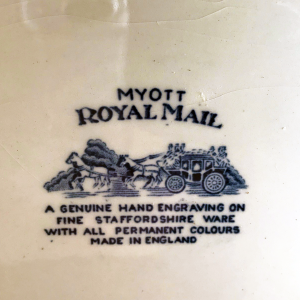 MYOTT
ROYAL MAIL
A GENUINE HAND ENGRAVING ON
FINE STAFFORDSHIRE WARE
WITH ALL PERMANENT COLOURS
MADE IN ENGLAND